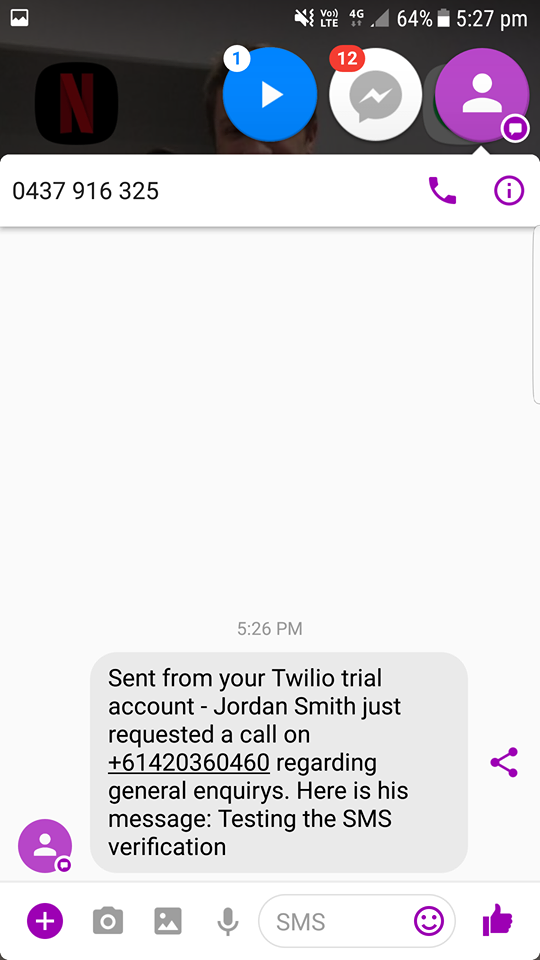 Vo))
LTE
4G
64%
5:27 pm
N
1
12
0437 916 325
5:26 PM
Sent from your Twilio trial
account - Jordan Smith just
requested a call on
+61420360460 regarding
general enquirys. Here is his
message: Testing the SMS
verification
SMS